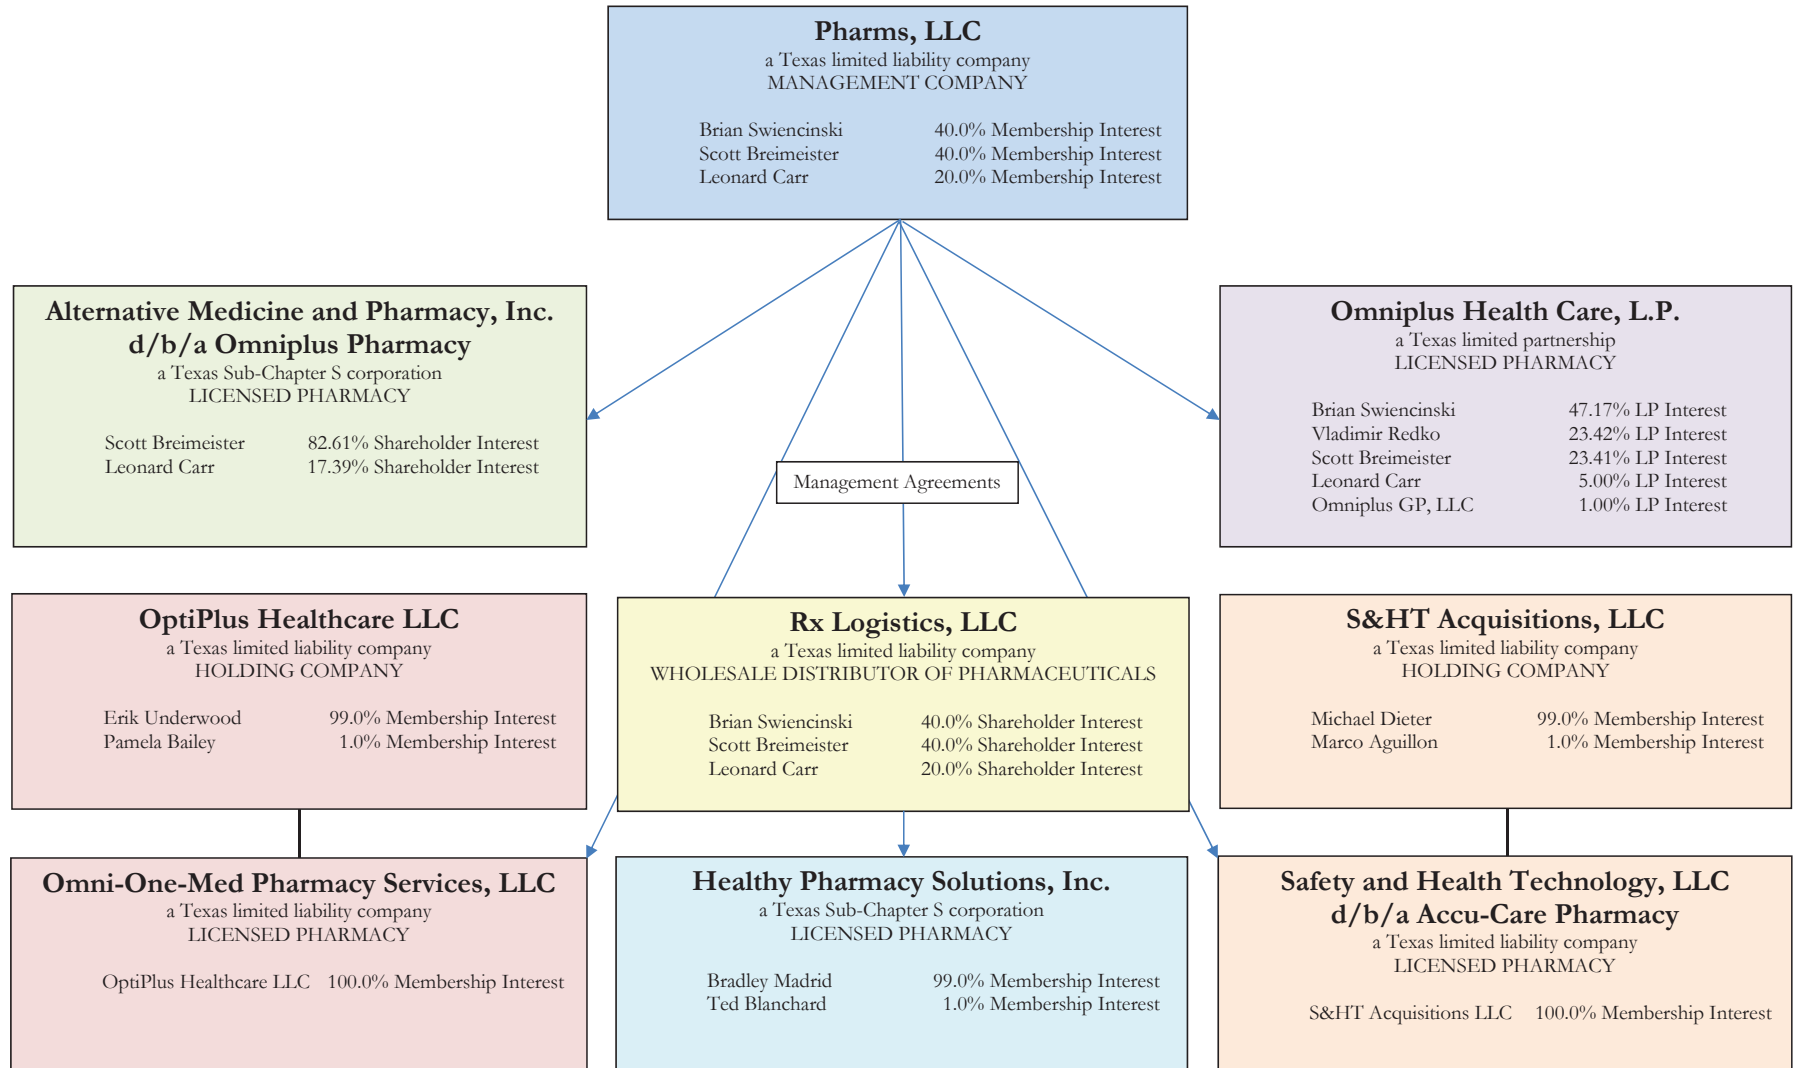 Pharms, LLC
a Texas limited liability company
MANAGEMENT COMPANY
Brian Swiencinski 40.0% Membership Interest
Scott Breimeister 40.0% Membership Interest
Leonard Carr 20.0% Membership Interest
Alternative Medicine and Pharmacy, Inc.
d/b/a Omniplus Pharmacy
a Texas Sub-Chapter S corporation
LICENSED PHARMACY
Scott Breimeister 82.61% Shareholder Interest
Leonard Carr 17.39% Shareholder Interest
Omniplus Health Care, L.P.
a Texas limited partnership
LICENSED PHARMACY
Brian Swiencinski 47.17% LP Interest
Vladimir Redko 23.42% LP Interest
Scott Breimeister 23.41% LP Interest
Leonard Carr 5.00% LP Interest
Omniplus GP, LLC 1.00% LP Interest
Management Agreements
OptiPlus Healthcare LLC
a Texas limited liability company
HOLDING COMPANY
Erik Underwood 99.0% Membership Interest
Pamela Bailey 1.0% Membership Interest
Rx Logistics, LLC
a Texas limited liability company
WHOLESALE DISTRIBUTOR OF PHARMACEUTICALS
Brian Swiencinski 40.0% Shareholder Interest
Scott Breimeister 40.0% Shareholder Interest
Leonard Carr 20.0% Shareholder Interest
S&HT Acquisitions, LLC
a Texas limited liability company
HOLDING COMPANY
Michael Dieter 99.0% Membership Interest
Marco Aguillon 1.0% Membership Interest
Omni-One-Med Pharmacy Services, LLC
a Texas limited liability company
LICENSED PHARMACY
OptiPlus Healthcare LLC 100.0% Membership Interest
Healthy Pharmacy Solutions, Inc.
a Texas Sub-Chapter S corporation
LICENSED PHARMACY
Bradley Madrid 99.0% Membership Interest
Ted Blanchard 1.0% Membership Interest
Safety and Health Technology, LLC
d/b/a Accu-Care Pharmacy
a Texas limited liability company
LICENSED PHARMACY
S&HT Acquisitions LLC 100.0% Membership Interest